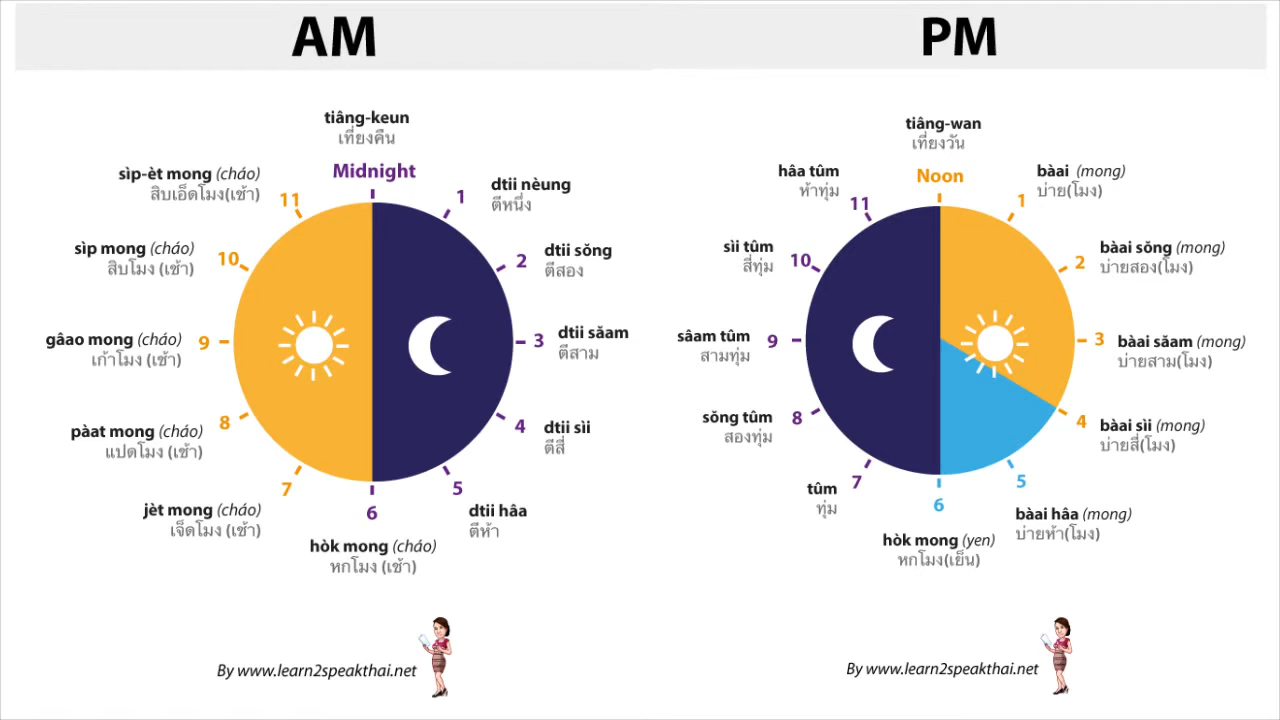 AM
tiâng-keun
เที่ยงคืน
Midnight
1
dtii nèung
ตีหนึ่ง
2
dtii sŏng
ตีสอง
3
dtii săam
ตีสาม
4
dtii sìi
ตีสี่
5
dtii hâa
ตีห้า
6
hòk mong (cháo)
หกโมง (เช้า)
7
jèt mong (cháo)
เจ็ดโมง (เช้า)
8
pàat mong (cháo)
แปดโมง (เช้า)
9
gâao mong (cháo)
เก้าโมง (เช้า)
10
sìp mong (cháo)
สิบโมง (เช้า)
11
sìp-èt mong (cháo)
สิบเอ็ดโมง(เช้า)
By www.learn2speakthai.net
PM
tiâng-wan
เที่ยงวัน
Noon
1
bàai (mong)
บ่าย(โมง)
2
bàai sŏng (mong)
บ่ายสอง(โมง)
3
bàai săam (mong)
บ่ายสาม(โมง)
4
bàai sìi (mong)
บ่ายสี่(โมง)
5
bàai hâa (mong)
บ่ายห้า(โมง)
6
hòk mong (yen)
หกโมง(เย็น)
7
tûm
ทุ่ม
8
sŏng tûm
สองทุ่ม
9
sâam tûm
สามทุ่ม
10
sìi tûm
สี่ทุ่ม
11
hâa tûm
ห้าทุ่ม
By www.learn2speakthai.net